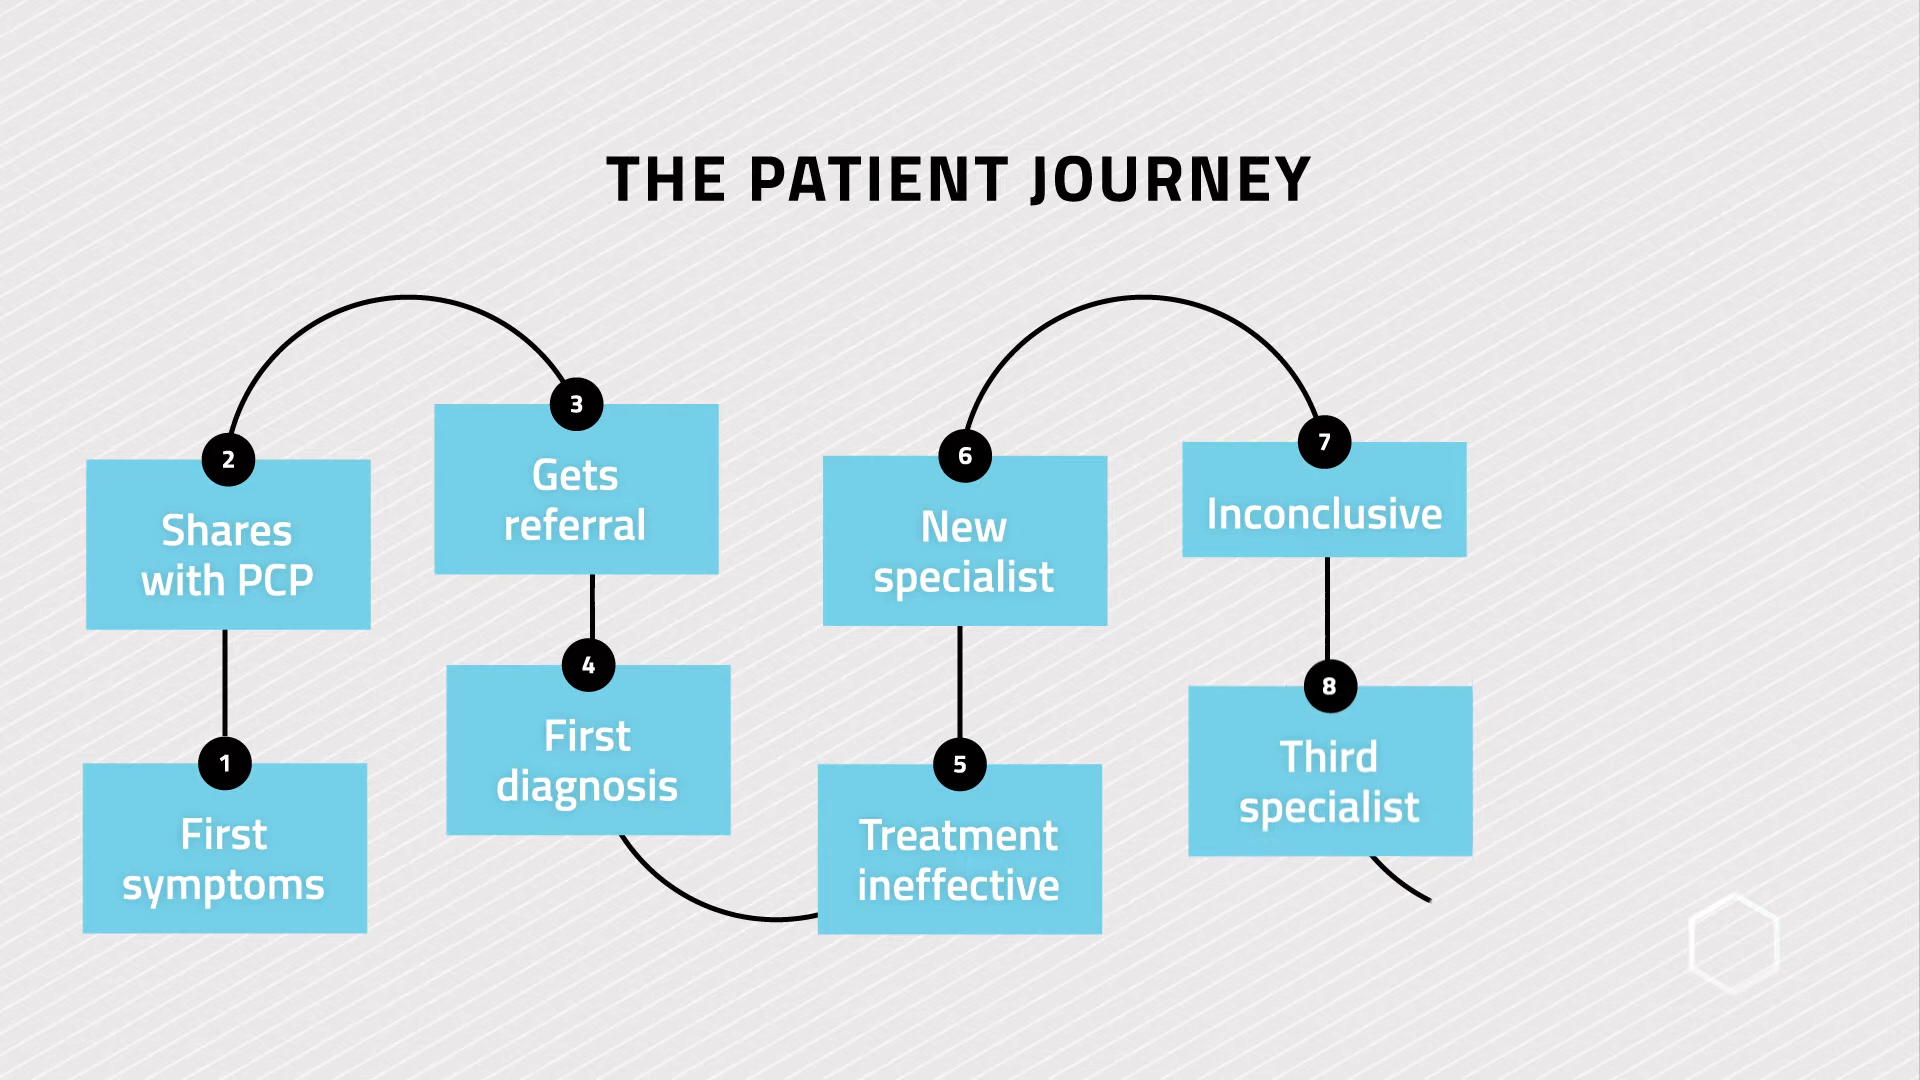 THE PATIENT JOURNEY
1
First
symptoms
2
Shares
with PCP
3
Gets
referral
4
First
diagnosis
5
Treatment
ineffective
6
New
specialist
7
Inconclusive
8
Third
specialist